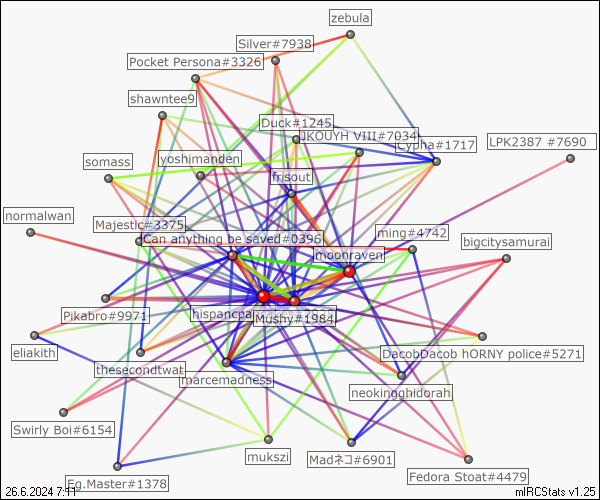 zebula
Silver#7938
Pocket Persona#3326
shawntee9
Duck#1245
JKOUYH VIII#7034
Cypha#1717
LPK2387 #7690
somass
yoshimanden
frisout
normalwan
Majestic#3375
ming#4742
Can anything be saved#0396
bigcitysamurai
moonraven
Pikabro#9971
hispancpa
Mushy#1984
eliakith
DacobDacob hORNY police#5271
thesecondtwat
marcemadness
neokingghidorah
Swirly Boi#6154
mukszi
Madネコ#6901
Fedora Stoat#4479
Eg.Master#1378
26.6.2024 7:11
mIRCStats v1.25